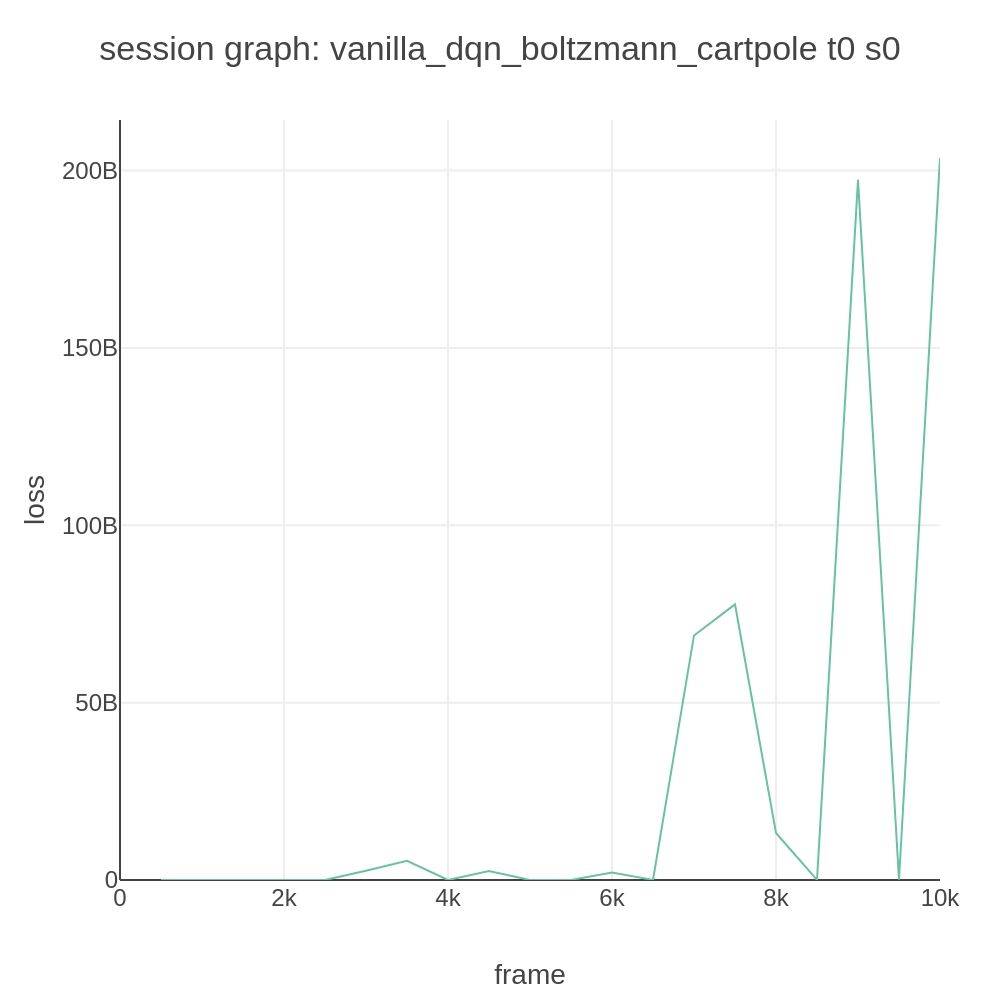 session graph: vanilla_dqn_boltzmann_cartpole t0 s0
200B
150B
100B
50B
0
loss
0 2k 4k 6k 8k 10k
frame